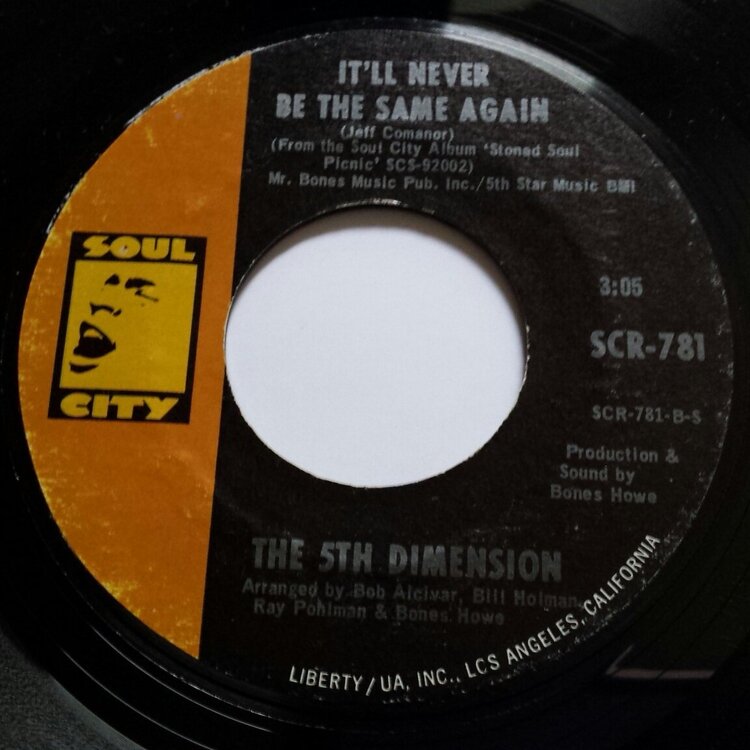 IT'LL NEVER
BE THE SAME AGAIN
(Jeff Comanor)
(From the Soul City Album 'Stoned Soul
Picnic' SCS-92002)
Mr. Bones Music Pub. Inc./5th Star Music BMI
SOUL
CITY
3:05
SCR-781
SCR-781-B-S
Production &
Sound by
Bones Howe
THE 5TH DIMENSION
Arranged by Bob Alcivar, Bill Holman,
Ray Pohlman & Bones Howe
LIBERTY/UA, INC., LOS ANGELES, CALIFORNIA